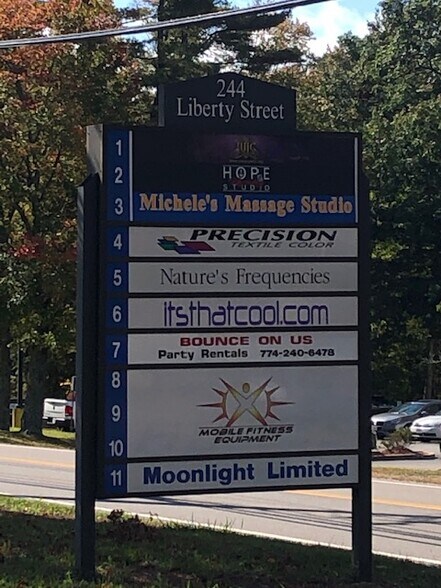 244
Liberty Street
1
2
HOPE
STUDIO
3 Michele's Massage Studio
4 PRECISION
TEXTILE COLOR
5 Nature's Frequencies
6 itsthatcool.com
7 BOUNCE ON US
Party Rentals 774-240-6478
8
9
10
MOBILE FITNESS
EQUIPMENT
11 Moonlight Limited